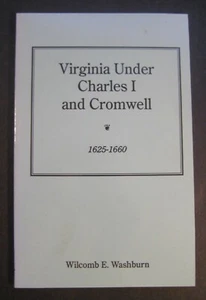 Virginia Under
Charles I
and Cromwell
1625-1660
Wilcomb E. Washburn